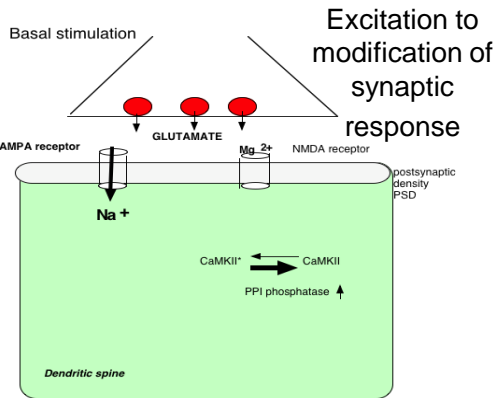 Basal stimulation
Excitation to
modification of
synaptic
response
GLUTAMATE
AMPA receptor
Mg 2+
NMDA receptor
postsynaptic
density
PSD
Na +
CaMKII*
CaMKII
PPI phosphatase
Dendritic spine